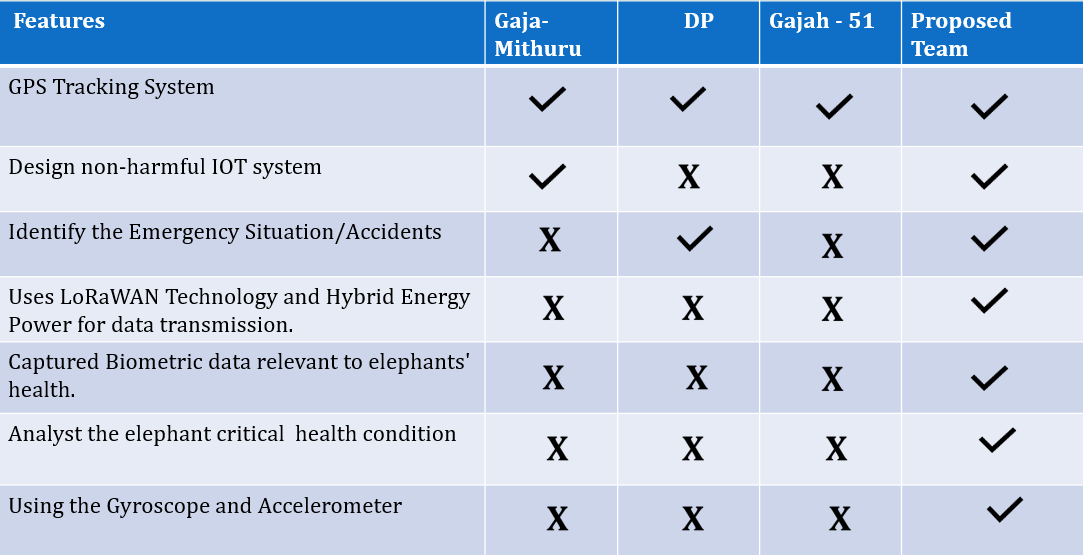 Features Gaja- DP Gajah - 51 Proposed
Mithuru Team
GPS Tracking System ✓ ✓ ✓ ✓
Design non-harmful IOT system ✓ X X ✓
Identify the Emergency Situation/Accidents X ✓ X ✓
Uses LoRaWAN Technology and Hybrid Energy
Power for data transmission. X X X ✓
Captured Biometric data relevant to elephants'
health. X X X ✓
Analyst the elephant critical health condition X X X ✓
Using the Gyroscope and Accelerometer X X X ✓